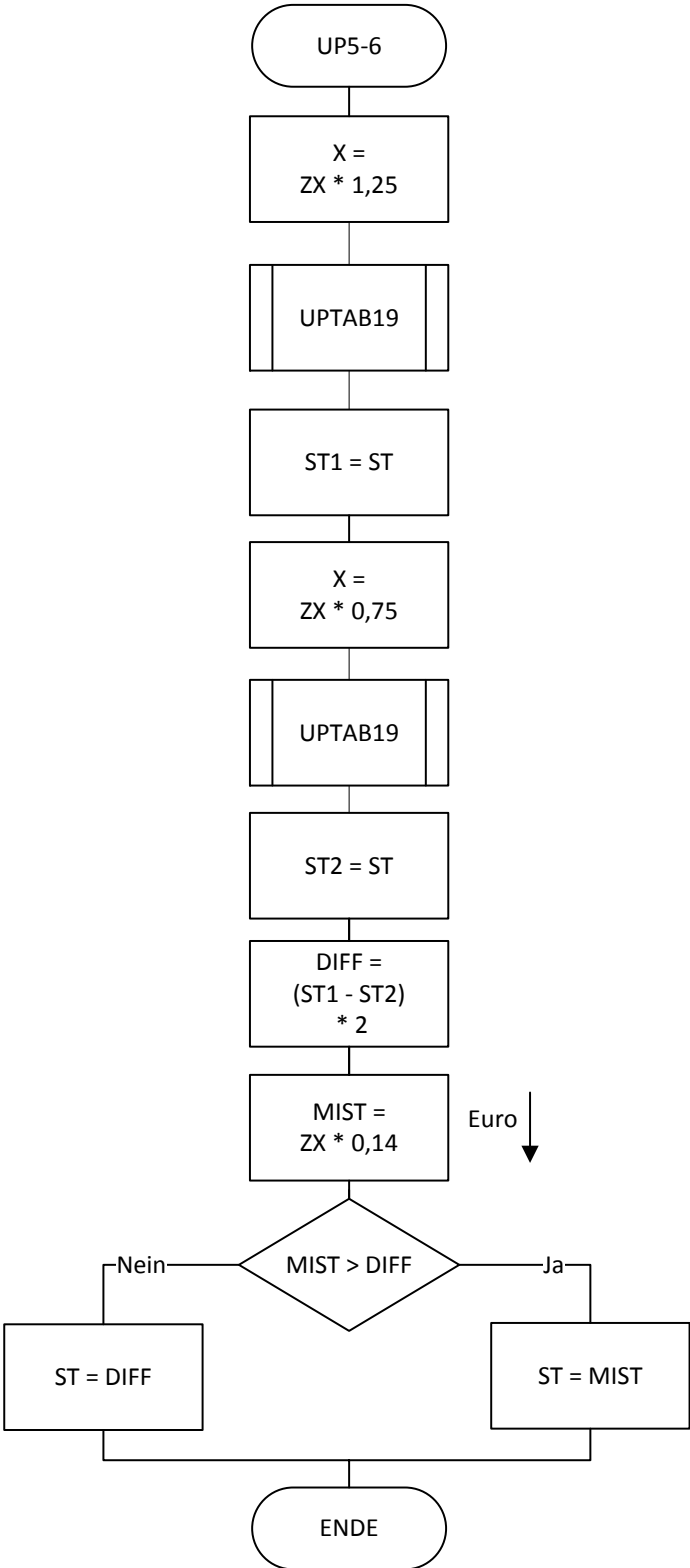 UP5-6
X =
ZX * 1,25
UPTAB19
ST1 = ST
X =
ZX * 0,75
UPTAB19
ST2 = ST
DIFF =
(ST1 - ST2)
* 2
MIST =
ZX * 0,14
Euro
MIST > DIFF
Nein
Ja
ST = DIFF
ST = MIST
ENDE